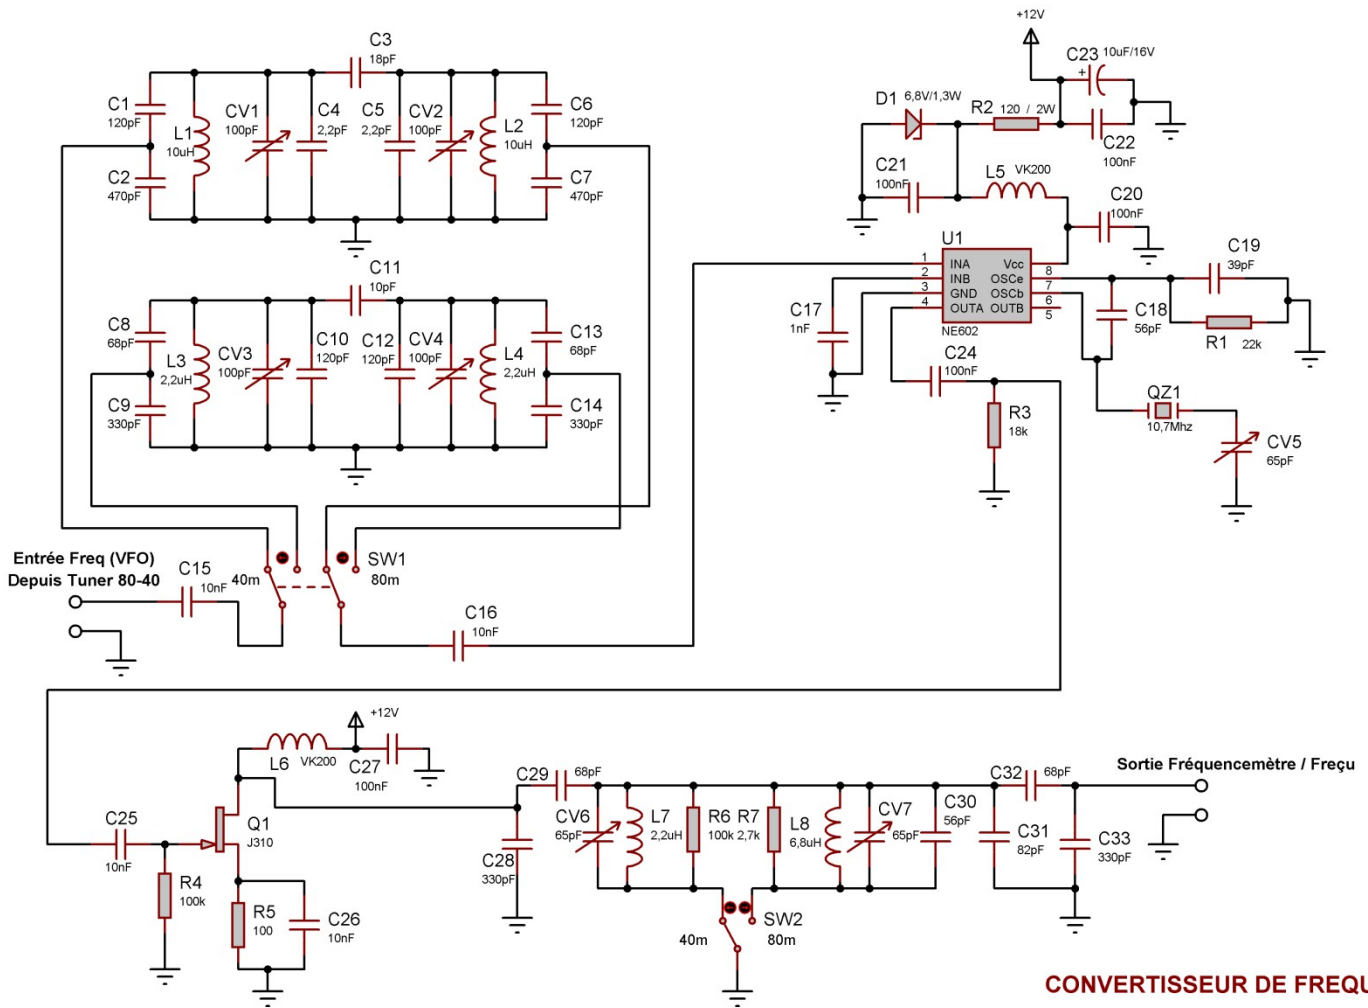 C3
18pF
C1
120pF
L1
10uH
CV1
100pF
C4
2,2pF
C5
2,2pF
CV2
100pF
L2
10uH
C6
120pF
C2
470pF
C7
470pF
C11
10pF
C8
68pF
L3
2,2uH
CV3
100pF
C10
120pF
C12
120pF
CV4
100pF
L4
2,2uH
C13
68pF
C9
330pF
C14
330pF
Entrée Freq (VFO)
Depuis Tuner 80-40
C15
10nF
40m
SW1
80m
C16
10nF
+12V
C23
10uF/16V
+
D1
6,8V/1,3W
R2
120 / 2W
C22
100nF
C21
100nF
L5
VK200
C20
100nF
U1
1
INA
Vcc
8
2
INB
OSCe
7
3
GND
OSCb
6
4
OUTA
OUTB
5
NE602
C17
1nF
C19
39pF
C18
56pF
R1
22k
C24
100nF
R3
18k
QZ1
10,7Mhz
CV5
65pF
+12V
L6
VK200
C27
100nF
C25
10nF
Q1
J310
R4
100k
R5
100
C26
10nF
C29
68pF
C28
330pF
CV6
65pF
L7
2,2uH
R6
100k
R7
2,7k
L8
6,8uH
CV7
65pF
C30
56pF
C32
68pF
C31
82pF
C33
330pF
Sortie Fréquencemètre / Freçu
40m
SW2
80m
CONVERTISSEUR DE FREQU